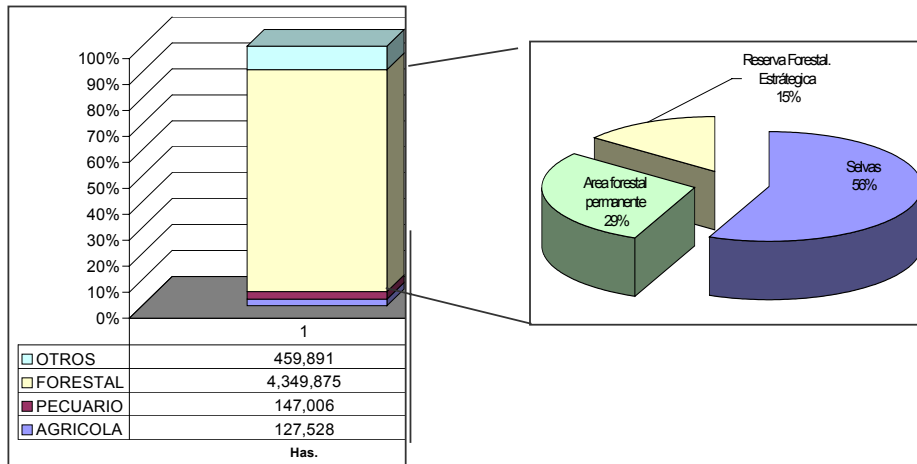 100%
90%
80%
70%
60%
50%
40%
30%
20%
10%
0%
1
OTROS 459,891
FORESTAL 4,349,875
PECUARIO 147,006
AGRICOLA 127,528
Has.
Reserva Forestal.
Estrátegica
15%
Selvas
56%
Area forestal
permanente
29%